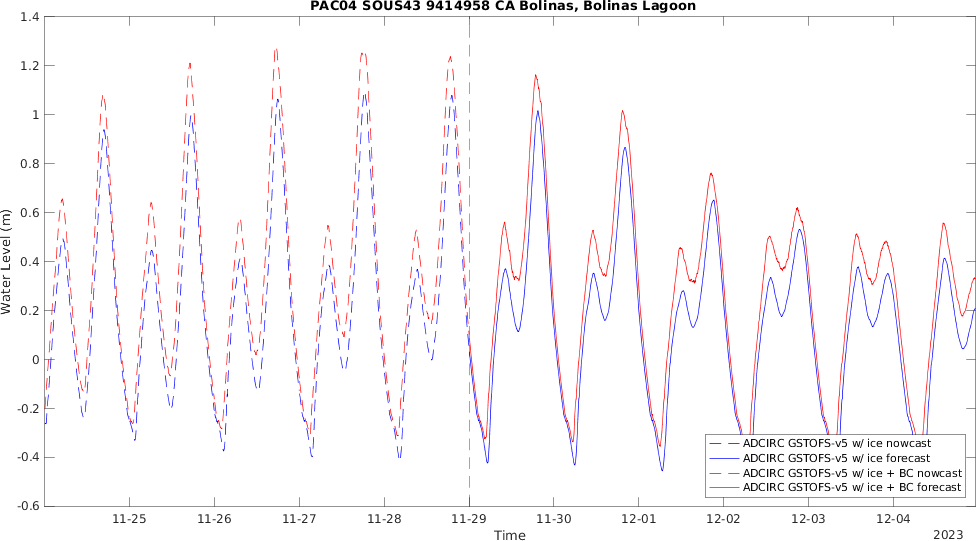 PAC04 SOUS43 9414958 CA Bolinas, Bolinas Lagoon
1.4
1.2
1
0.8
0.6
0.4
0.2
0
-0.2
-0.4
-0.6
Water Level (m)
ADCIRC GSTOFS-v5 w/ ice nowcast
ADCIRC GSTOFS-v5 w/ ice forecast
ADCIRC GSTOFS-v5 w/ ice + BC nowcast
ADCIRC GSTOFS-v5 w/ ice + BC forecast
11-25 11-26 11-27 11-28 11-29 11-30 12-01 12-02 12-03 12-04
Time
2023